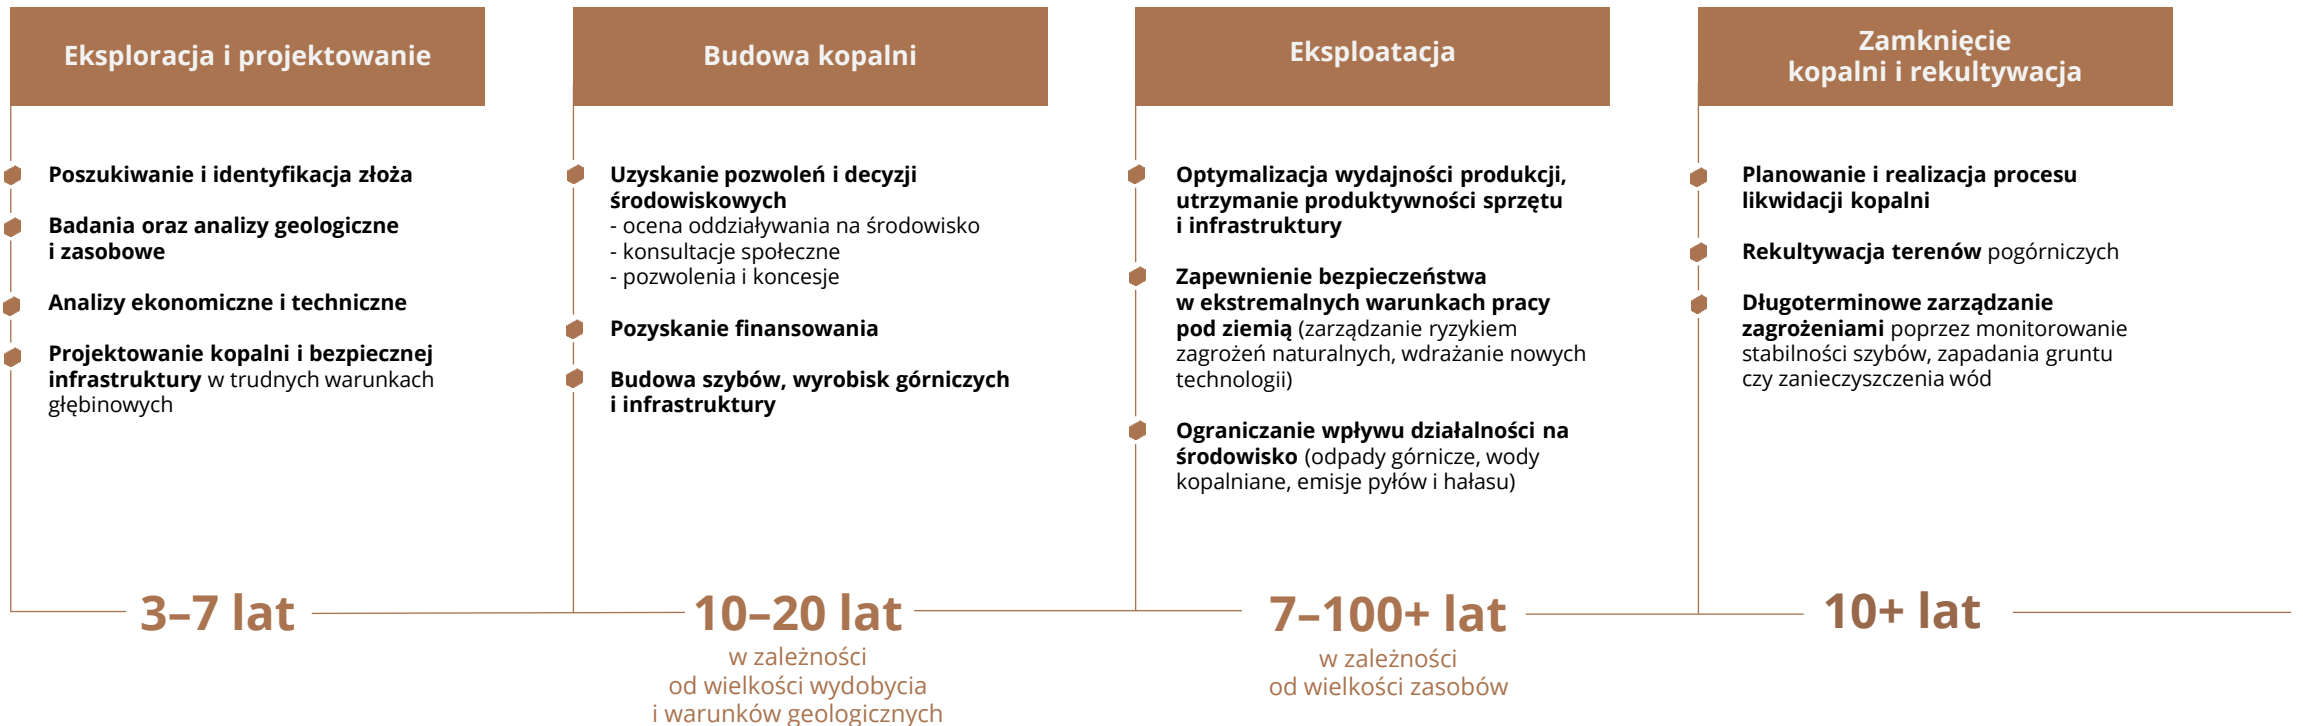 Eksploracja i projektowanie
Poszukiwanie i identyfikacja złoża
Badania oraz analizy geologiczne
i zasobowe
Analizy ekonomiczne i techniczne
Projektowanie kopalni i bezpiecznej
infrastruktury w trudnych warunkach
głębinowych
3–7 lat
Budowa kopalni
Uzyskanie pozwoleń i decyzji
środowiskowych
- ocena oddziaływania na środowisko
- konsultacje społeczne
- pozwolenia i koncesje
Pozyskanie finansowania
Budowa szybów, wyrobisk górniczych
i infrastruktury
10–20 lat
w zależności
od wielkości wydobycia
i warunków geologicznych
Eksploatacja
Optymalizacja wydajności produkcji,
utrzymanie produktywności sprzętu
i infrastruktury
Zapewnienie bezpieczeństwa
w ekstremalnych warunkach pracy
pod ziemią (zarządzanie ryzykiem
zagrożeń naturalnych, wdrażanie nowych
technologii)
Ograniczanie wpływu działalności na
środowisko (odpady górnicze, wody
kopalniane, emisje pyłów i hałasu)
7–100+ lat
w zależności
od wielkości zasobów
Zamknięcie
kopalni i rekultywacja
Planowanie i realizacja procesu
likwidacji kopalni
Rekultywacja terenów pogórniczych
Długoterminowe zarządzanie
zagrożeniami poprzez monitorowanie
stabilności szybów, zapadania gruntu
czy zanieczyszczenia wód
10+ lat